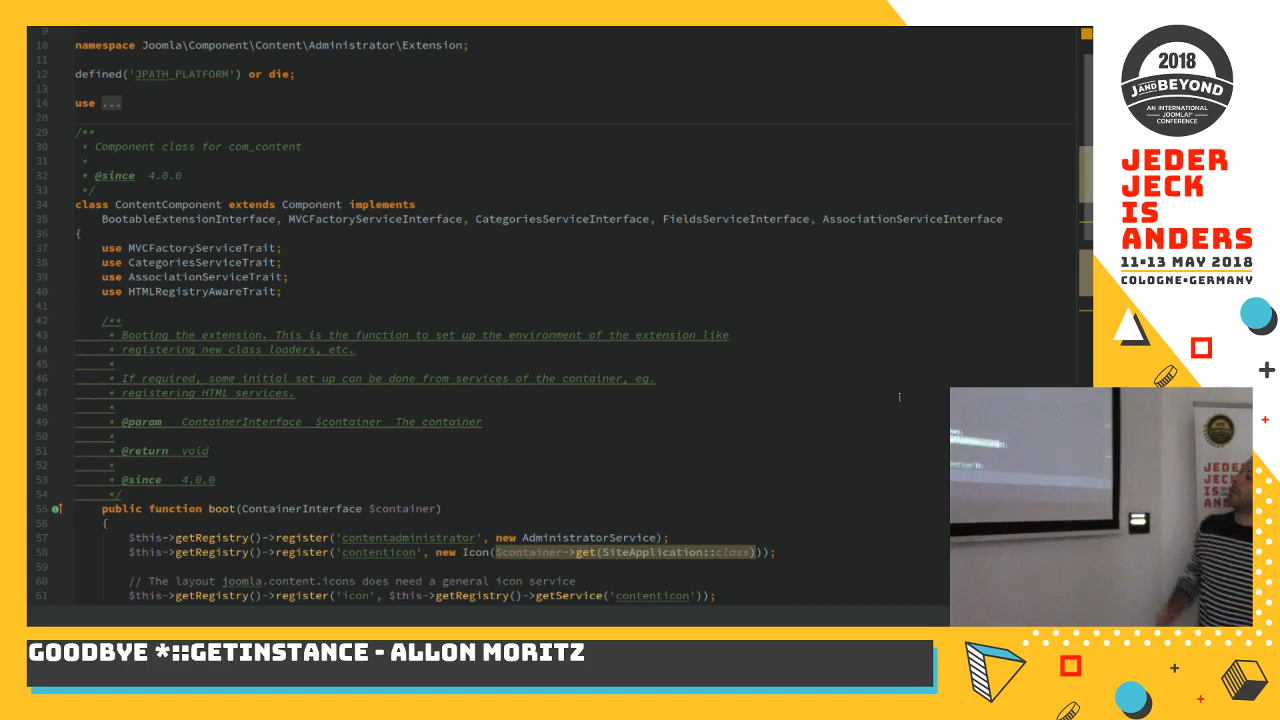 9
10 namespace Joomla\Component\Content\Administrator\Extension;
11
12 defined('JPATH_PLATFORM') or die;
13
14 use ...
28
29 /**
30 * Component class for com_content
31 *
32 * @since 4.0.0
33 */
34 class ContentComponent extends Component implements
35 BootableExtensionInterface, MVCFactoryServiceInterface, CategoriesServiceInterface, FieldsServiceInterface, AssociationServiceInterface
36 {
37 use MVCFactoryServiceTrait;
38 use CategoriesServiceTrait;
39 use AssociationServiceTrait;
40 use HTMLRegistryAwareTrait;
41
42 /**
43 * Booting the extension. This is the function to set up the environment of the extension like
44 * registering new class loaders, etc.
45 *
46 * If required, some initial set up can be done from services of the container, eg.
47 * registering HTML services.
48 *
49 * @param ContainerInterface $container The container
50 *
51 * @return void
52 *
53 * @since 4.0.0
54 */
55 public function boot(ContainerInterface $container)
56 {
57 $this->getRegistry()->register('contentadministrator', new AdministratorService);
58 $this->getRegistry()->register('contenticon', new Icon($container->get(SiteApplication::class)));
59
60 // The layout joomla.content.icons does need a general icon service
61 $this->getRegistry()->register('icon', $this->getRegistry()->getService('contenticon'));
2018
J AND BEYOND
AN INTERNATIONAL
JOOMLA!® CONFERENCE
JEDER
JECK
IS
ANDERS
11-13 MAY 2018
COLOGNE•GERMANY
JEDER
JECK
IS
GOODBYE *::GETINSTANCE - ALLON MORITZ